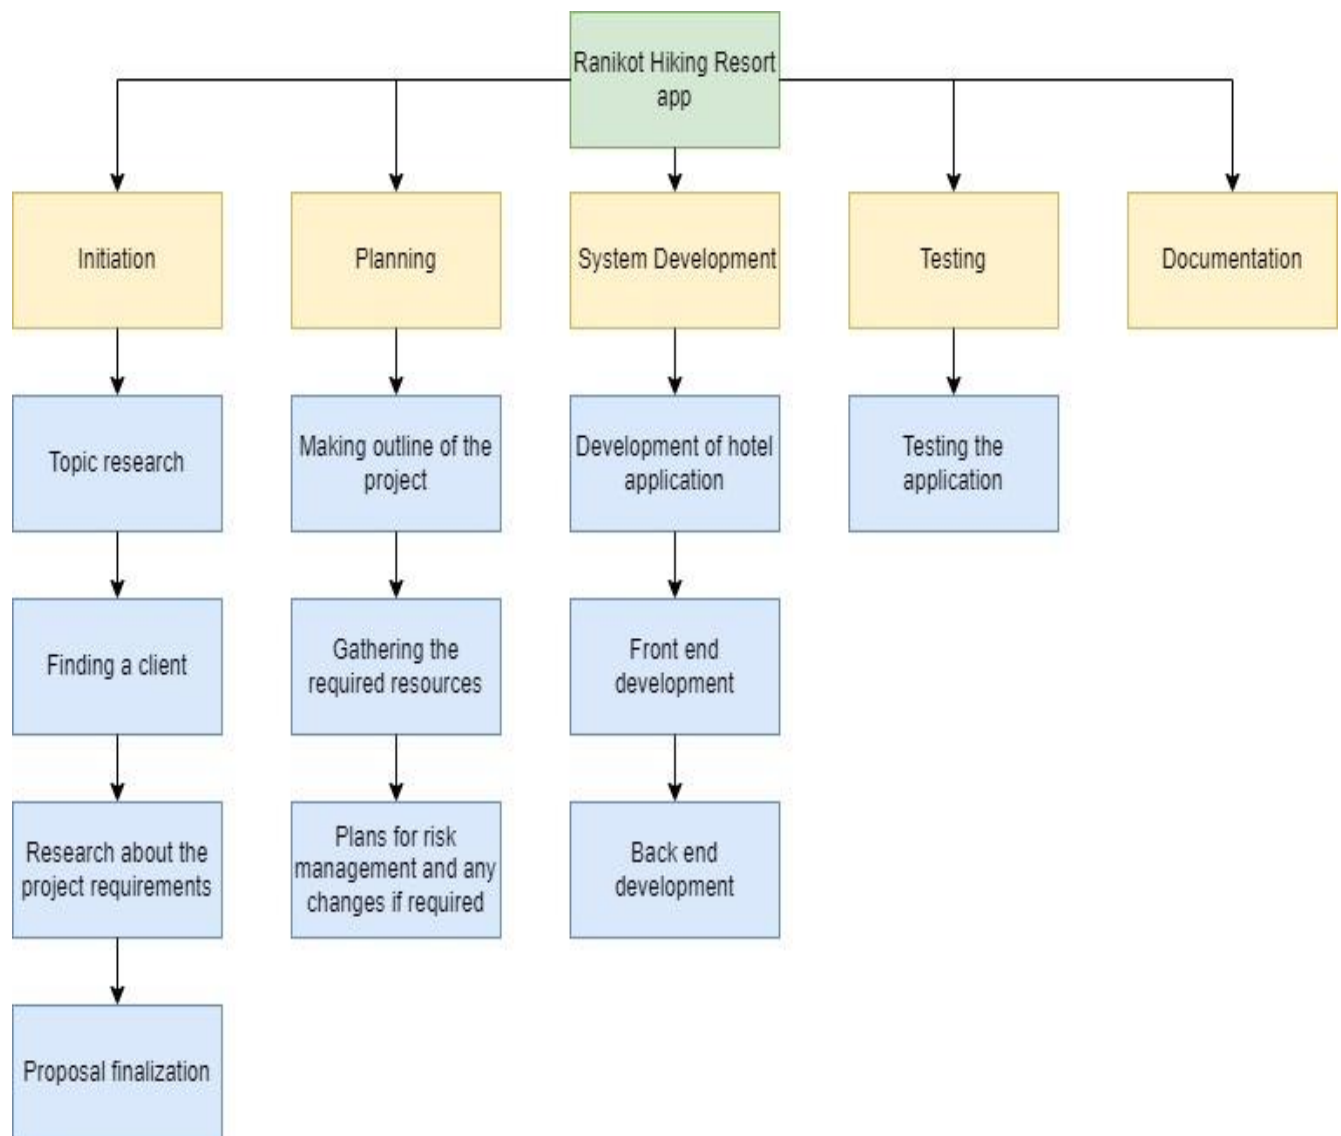 Ranikot Hiking Resort
app
Initiation
Planning
System Development
Testing
Documentation
Topic research
Making outline of the
project
Development of hotel
application
Testing the
application
Finding a client
Gathering the
required resources
Front end
development
Research about the
project requirements
Plans for risk
management and any
changes if required
Back end
development
Proposal finalization